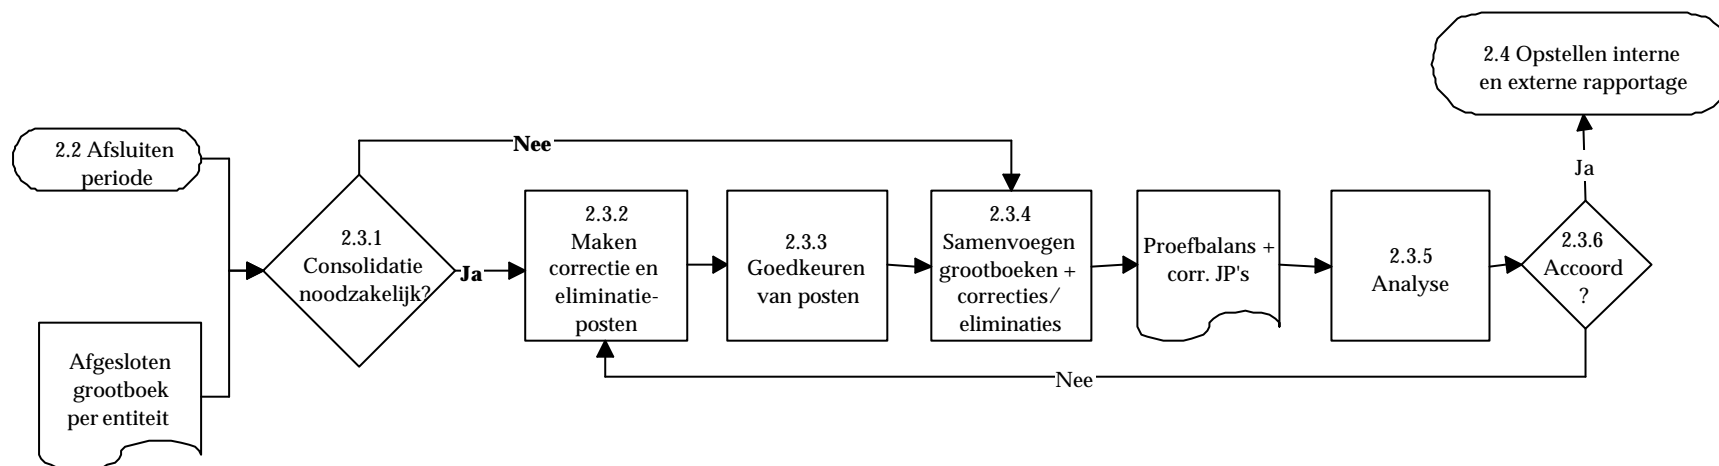 2.4 Opstellen interne
en externe rapportage
2.2 Afsluiten
periode
Nee
Ja
2.3.1
Consolidatie
noodzakelijk?
Ja
2.3.2
Maken
correctie en
eliminatie-
posten
2.3.3
Goedkeuren
van posten
2.3.4
Samenvoegen
grootboeken +
correcties/
eliminaties
Proefbalans +
corr. JP's
2.3.5
Analyse
2.3.6
Accoord
?
Afgesloten
grootboek
per entiteit
Nee